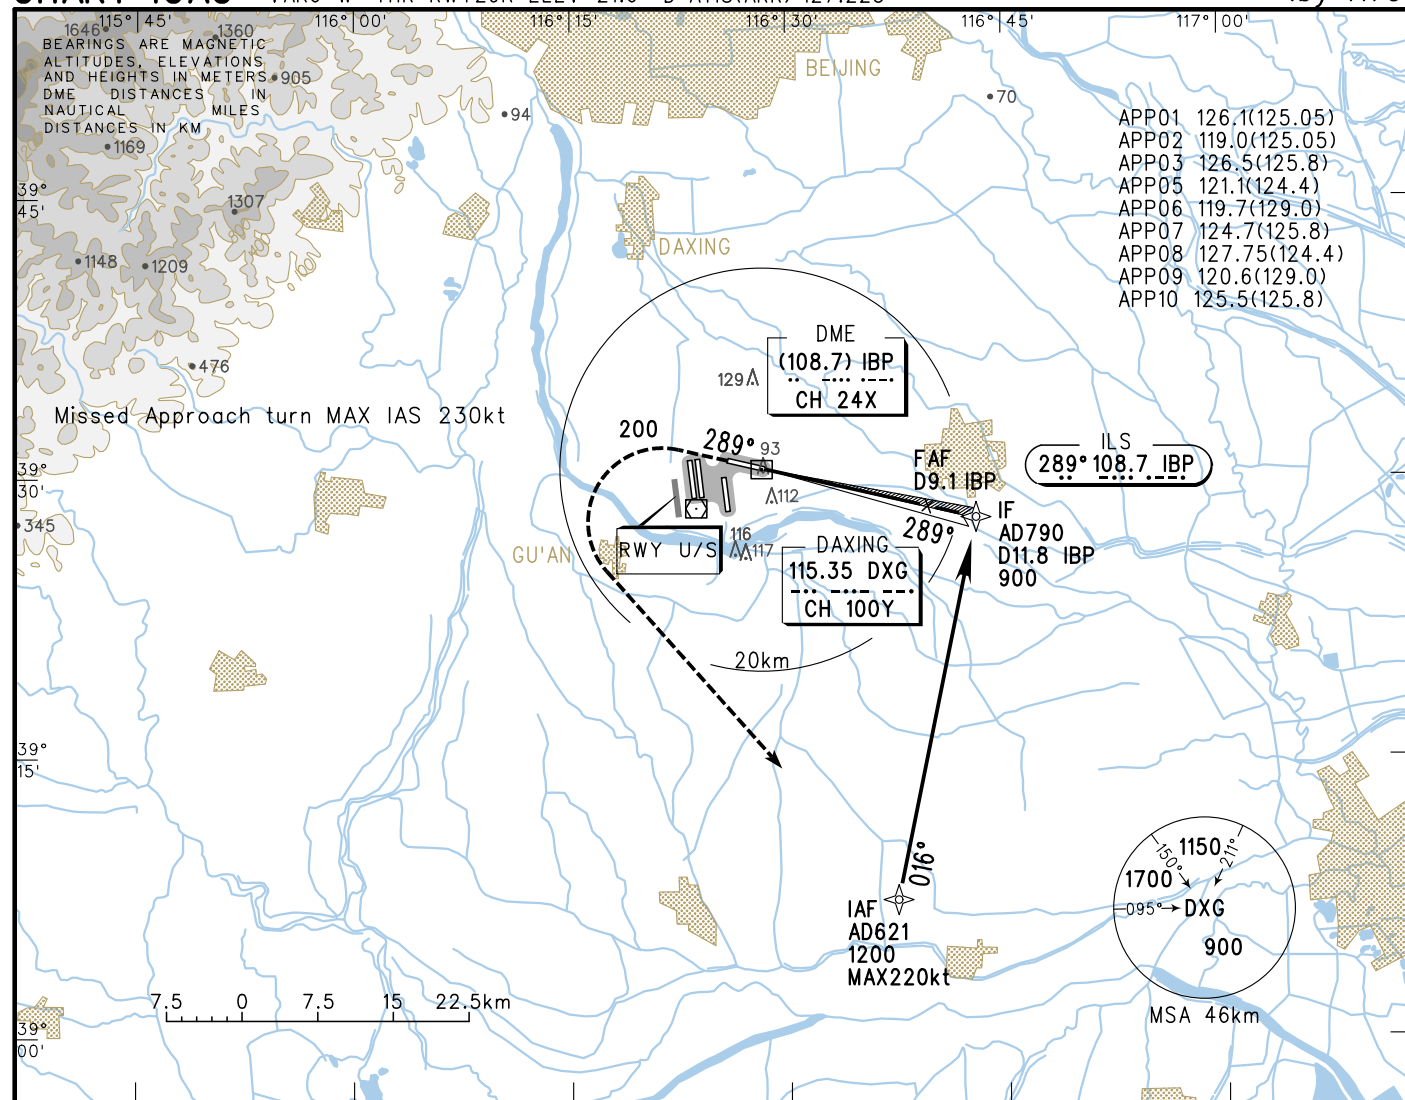 115° 45'
116° 00'
116° 15'
116° 30'
116° 45'
117° 00'
1646
1360
BEARINGS ARE MAGNETIC
ALTITUDES, ELEVATIONS
AND HEIGHTS IN METERS
DME DISTANCES IN
NAUTICAL MILES
DISTANCES IN KM
905
94
1169
1307
1148
1209
476
345
BEIJING
70
APP01 126.1(125.05)
APP02 119.0(125.05)
APP03 126.5(125.8)
APP05 121.1(124.4)
APP06 119.7(129.0)
APP07 124.7(125.8)
APP08 127.75(124.4)
APP09 120.6(129.0)
APP10 125.5(125.8)
39°
45'
DAXING
DME
(108.7) IBP
CH 24X
129
Missed Approach turn MAX IAS 230kt
200
289°
93
FAF
D9.1 IBP
ILS
289° 108.7 IBP
39°
30'
112
IF
AD790
D11.8 IBP
900
289°
116
117
GU'AN
RWY U/S
DAXING
115.35 DXG
CH 100Y
20km
39°
15'
016°
IAF
AD621
1200
MAX220kt
1150
150°
211°
1700
095°
DXG
900
MSA 46km
7.5 0 7.5 15 22.5km
39°
00'